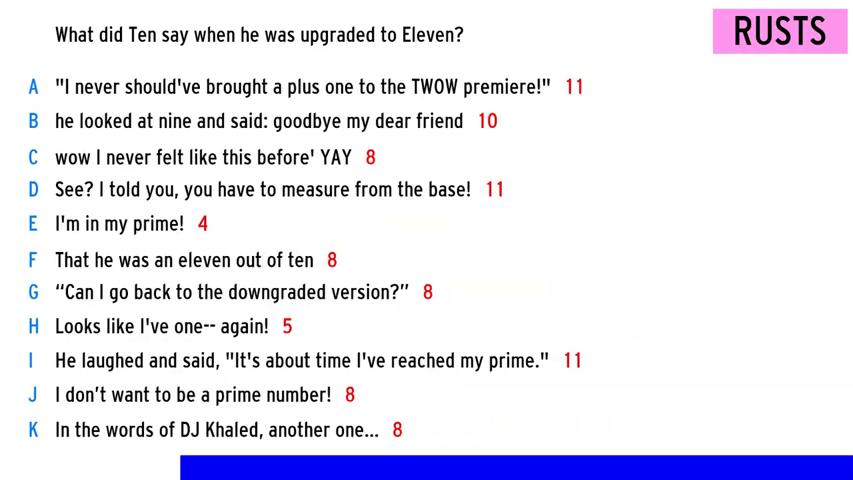 What did Ten say when he was upgraded to Eleven?
RUSTS
A "I never should've brought a plus one to the TWOW premiere!" 11
B he looked at nine and said: goodbye my dear friend 10
C wow I never felt like this before' YAY 8
D See? I told you, you have to measure from the base! 11
E I'm in my prime! 4
F That he was an eleven out of ten 8
G “Can I go back to the downgraded version?” 8
H Looks like I've one-- again! 5
I He laughed and said, "It's about time I've reached my prime." 11
J I don’t want to be a prime number! 8
K In the words of DJ Khaled, another one... 8